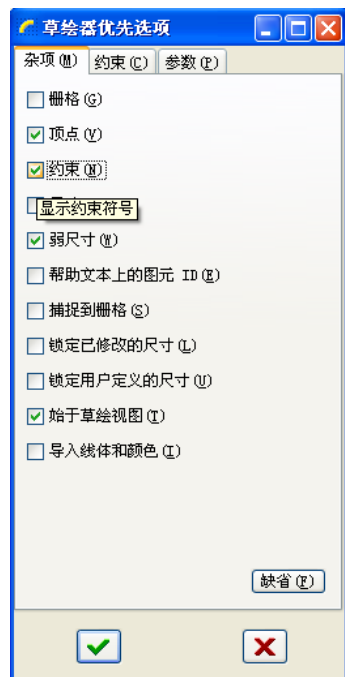 草绘器优先选项
杂项(M) 约束(C) 参数(P)
栅格(G)
顶点(V)
约束(N)
显示约束符号
弱尺寸(W)
帮助文本上的图元 ID(E)
捕捉到栅格(S)
锁定已修改的尺寸(L)
锁定用户定义的尺寸(U)
始于草绘视图(T)
导入线体和颜色(I)
缺省(F)